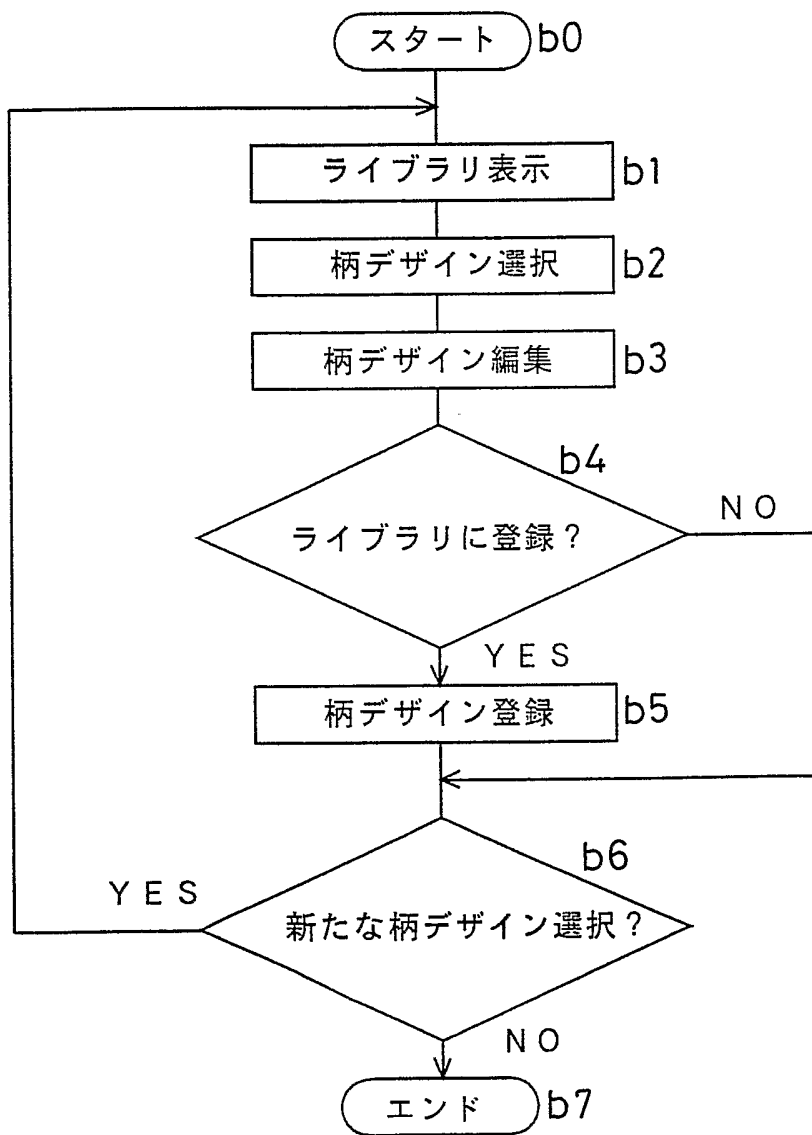 スタート b0
ライブラリ表示 b1
柄デザイン選択 b2
柄デザイン編集 b3
b4
NO
ライブラリに登録?
YES
柄デザイン登録 b5
b6
YES
新たな柄デザイン選択?
NO
エンド b7